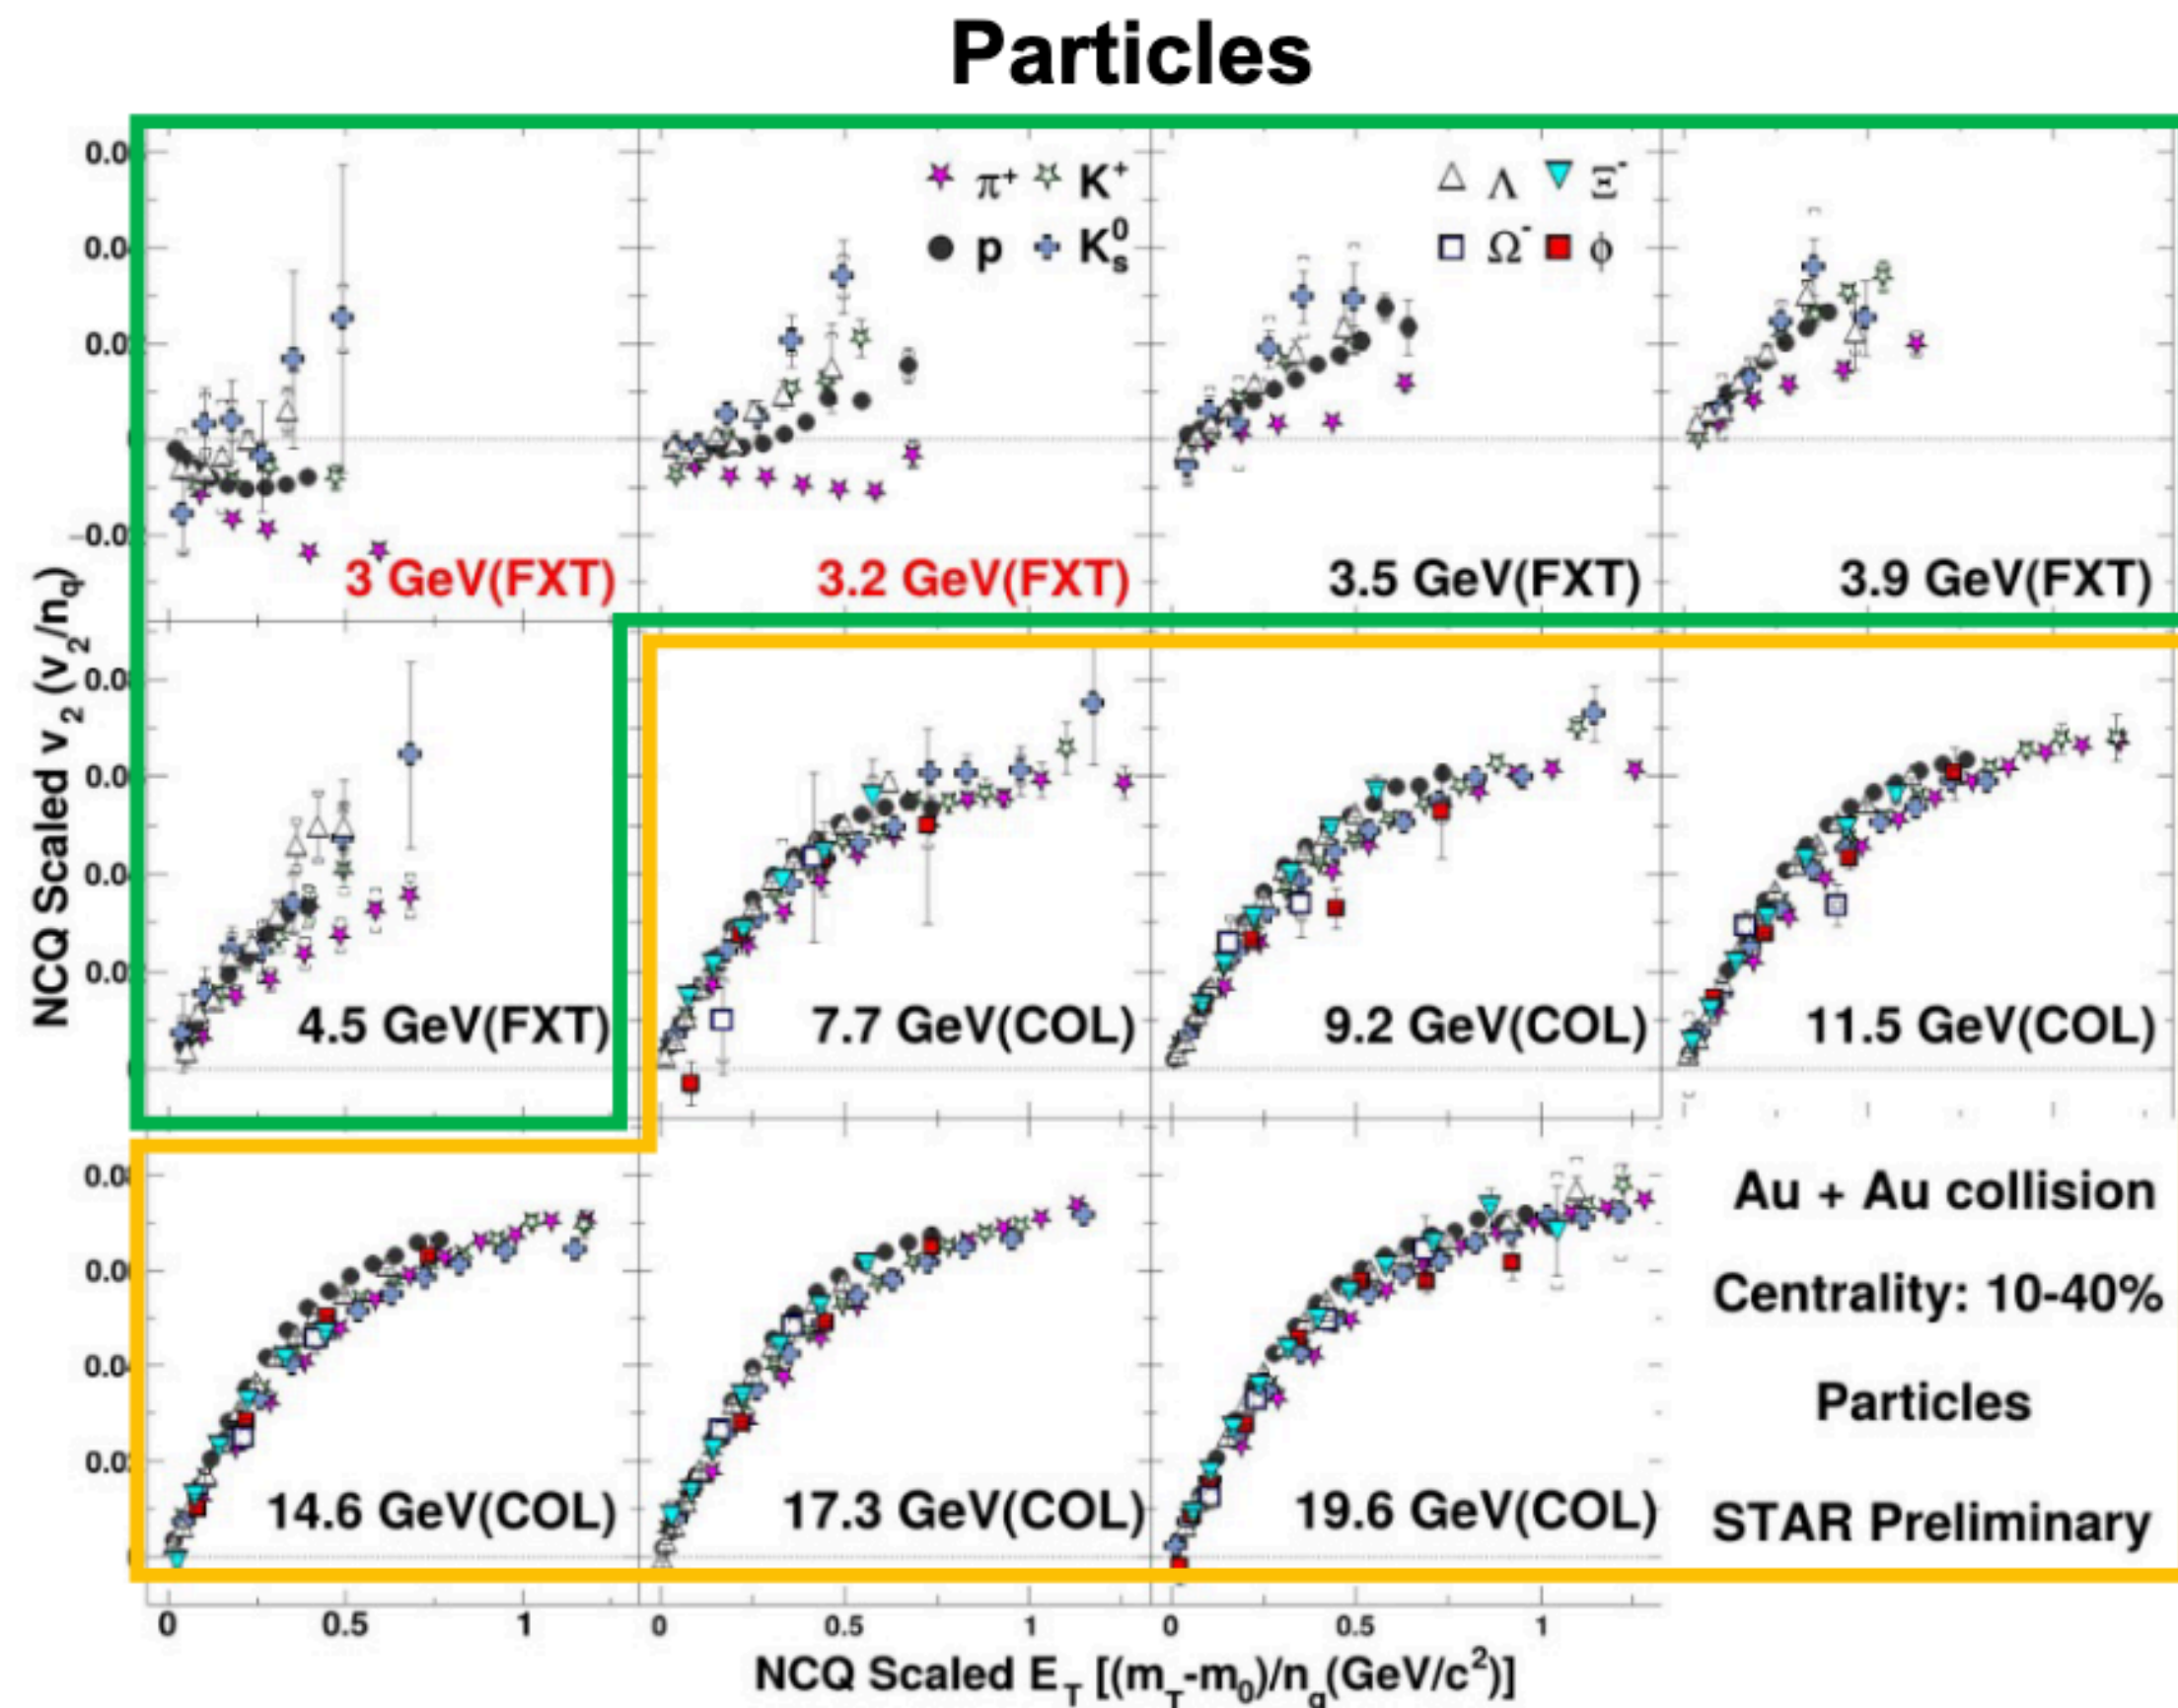 Particles
π⁺ K⁺
p K⁰ₛ
Λ Ξ⁻
Ω⁻ ϕ
3 GeV(FXT)
3.2 GeV(FXT)
3.5 GeV(FXT)
3.9 GeV(FXT)
NCQ Scaled v₂ (v₂/n_q)
4.5 GeV(FXT)
7.7 GeV(COL)
9.2 GeV(COL)
11.5 GeV(COL)
14.6 GeV(COL)
17.3 GeV(COL)
19.6 GeV(COL)
Au + Au collision
Centrality: 10-40%
Particles
STAR Preliminary
0 0.5 1 0 0.5 1 0 0.5 1
NCQ Scaled E_T [(m_T-m₀)/n_q(GeV/c²)]